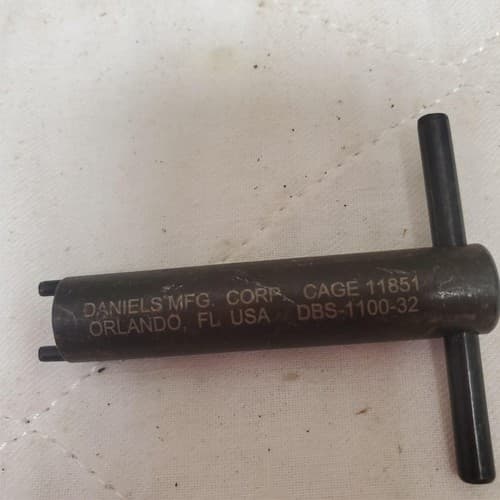 DANIELS MFG. CORP. CAGE 11851
ORLANDO, FL USA DBS-1100-32